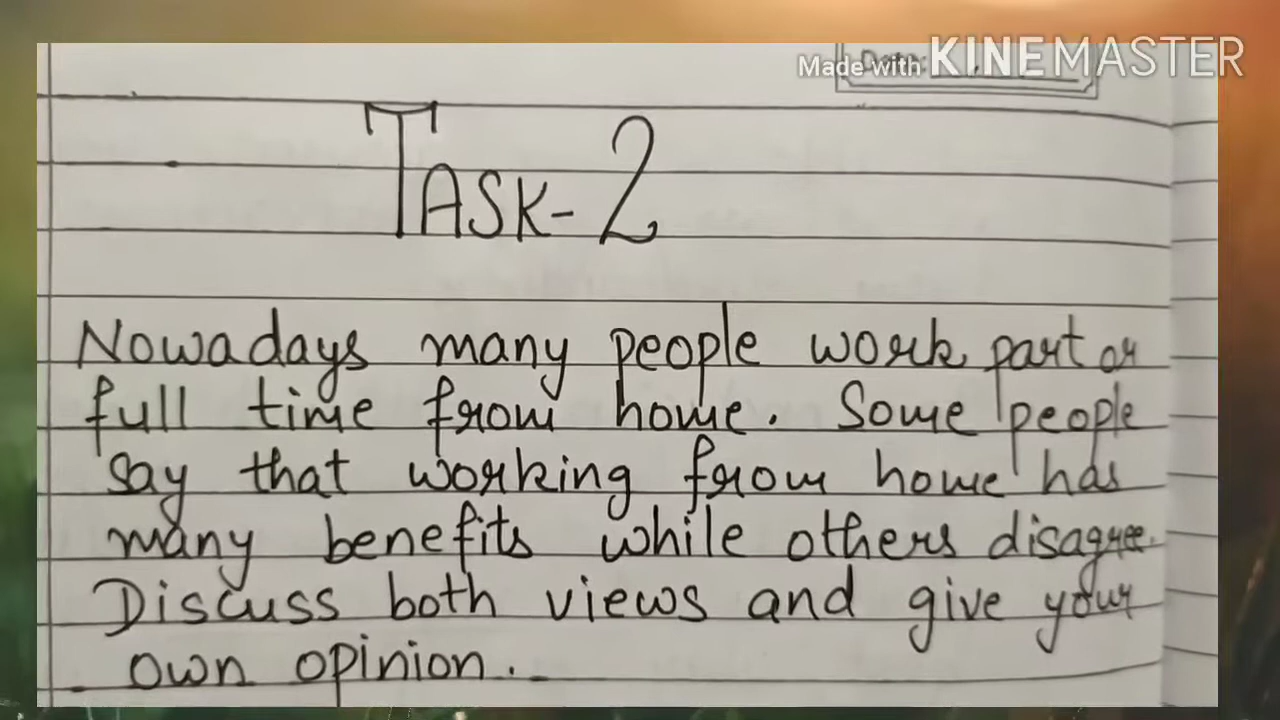 Made with KINEMASTER
Date:
TASK-2
Nowadays many people work part or
full time from home. Some people
say that working from home has
many benefits while others disagree.
Discuss both views and give your
own opinion.